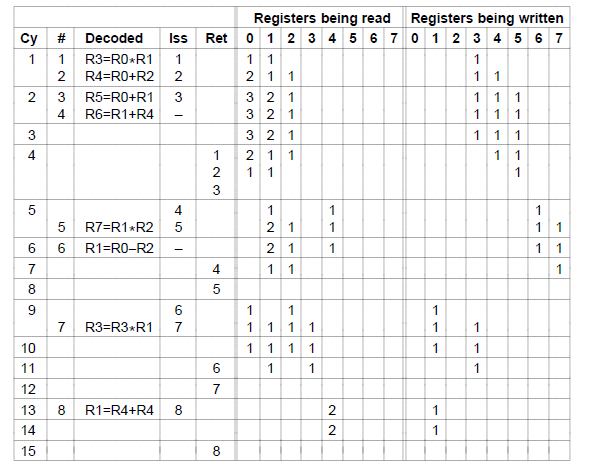 Registers being read Registers being written
Cy # Decoded Iss Ret 0 1 2 3 4 5 6 7 0 1 2 3 4 5 6 7
1 1 R3=R0*R1 1 1 1 1
2 R4=R0+R2 2 2 1 1 1 1
2 3 R5=R0+R1 3 3 2 1 1 1 1
4 R6=R1+R4 – 3 2 1 1 1 1
3 3 2 1 1 1 1
4 1 2 1 1 1 1
2 1 1 1
3
5 4 1 1 1
5 R7=R1*R2 5 2 1 1 1 1
6 6 R1=R0–R2 – 2 1 1 1 1
7 4 1 1 1
8 5
9 6 1 1 1
7 R3=R3*R1 7 1 1 1 1 1 1
10 1 1 1 1 1 1
11 6 1 1 1
12 7
13 8 R1=R4+R4 8 2 1
14 2 1
15 8